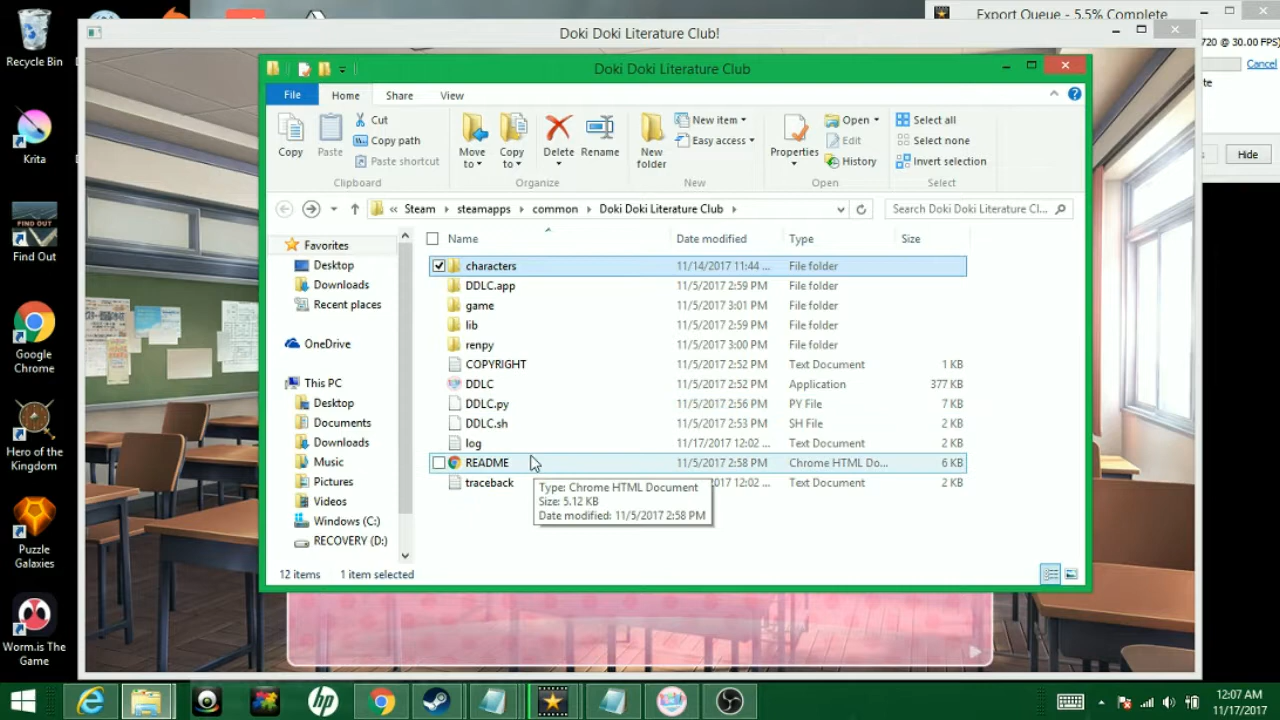 Export Queue - 5.5% Complete
Doki Doki Literature Club!
720 @ 30.00 FPS)
Cancel
Hide
Doki Doki Literature Club
File Home Share View
Copy
Paste
Cut
Copy path
Paste shortcut
Clipboard
Move to
Copy to
Delete
Rename
Organize
New folder
New item
Easy access
New
Properties
Open
Edit
History
Open
Select all
Select none
Invert selection
Select
« Steam steamapps common Doki Doki Literature Club
Search Doki Doki Literature Cl...
Favorites
Desktop
Downloads
Recent places
OneDrive
This PC
Desktop
Documents
Downloads
Music
Pictures
Videos
Windows (C:)
RECOVERY (D:)
Name Date modified Type Size
characters 11/14/2017 11:44 ... File folder
DDLC.app 11/5/2017 2:59 PM File folder
game 11/5/2017 3:01 PM File folder
lib 11/5/2017 2:59 PM File folder
renpy 11/5/2017 3:00 PM File folder
COPYRIGHT 11/5/2017 2:52 PM Text Document 1 KB
DDLC 11/5/2017 2:52 PM Application 377 KB
DDLC.py 11/5/2017 2:56 PM PY File 7 KB
DDLC.sh 11/5/2017 2:53 PM SH File 2 KB
log 11/17/2017 12:02 ... Text Document 2 KB
README 11/5/2017 2:58 PM Chrome HTML Do... 6 KB
traceback 12:02 ... Text Document 2 KB
Type: Chrome HTML Document
Size: 5.12 KB
Date modified: 11/5/2017 2:58 PM
12 items 1 item selected
Recycle Bin
Krita
FIND OUT
Find Out
Google Chrome
Hero of the Kingdom
Puzzle Galaxies
Worm.is The Game
hp
12:07 AM
11/17/2017